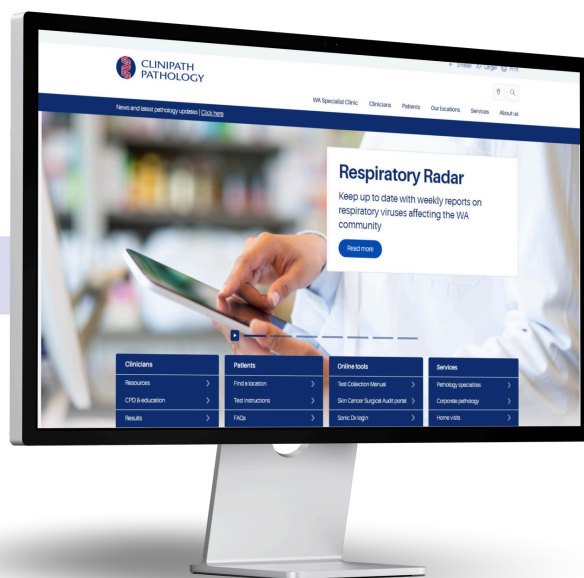 Smaller Larger Print
CLINIPATH
PATHOLOGY
WA Specialist Clinic Clinicians Patients Our locations Services About us
News and latest pathology updates | Click here
Respiratory Radar
Keep up to date with weekly reports on
respiratory viruses affecting the WA
community
Read more
Clinicians
Resources
CPD & education
Results
Patients
Find a location
Test instructions
FAQs
Online tools
Test Collection Manual
Skin Cancer Surgical Audit portal
Sonic Dx login
Services
Pathology specialties
Corporate pathology
Home visits